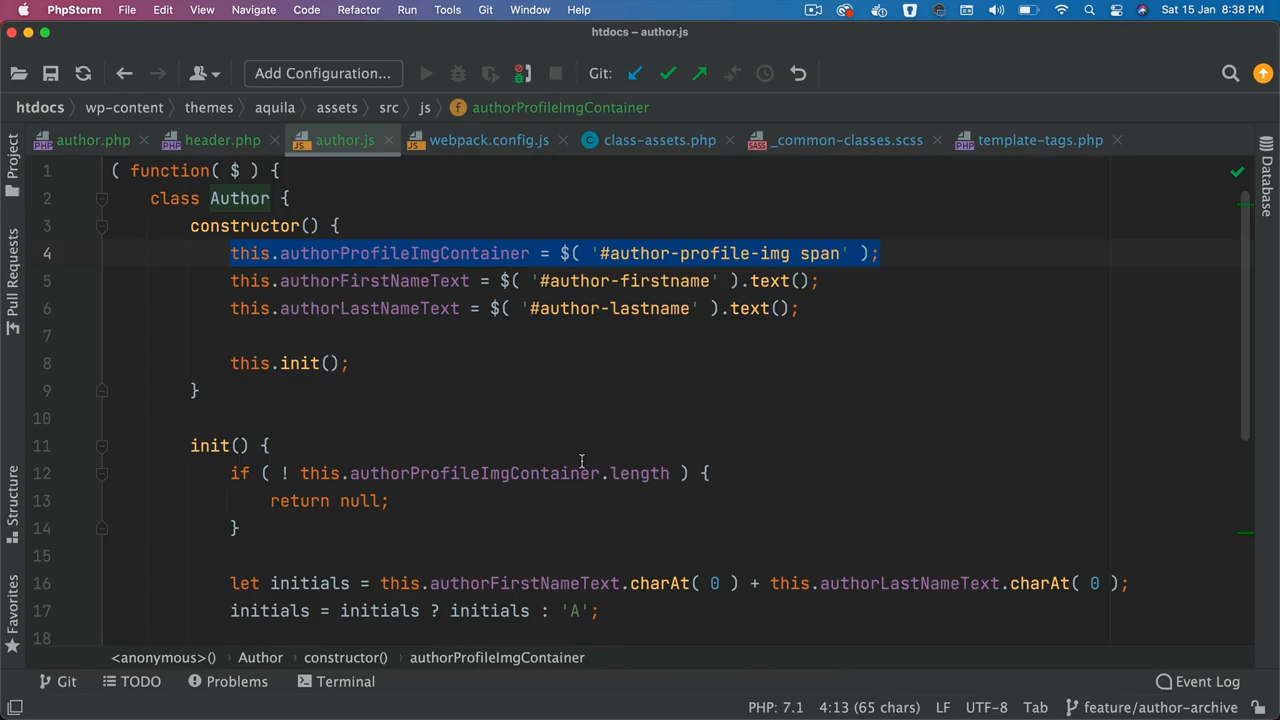 PhpStorm File Edit View Navigate Code Refactor Run Tools Git Window Help Sat 15 Jan 8:38 PM
htdocs – author.js
Add Configuration... Git:
htdocs wp-content themes aquila assets src js f authorProfileImgContainer
PHP author.php JS author.js PHP header.php JS webpack.config.js C class-assets.php SASS _common-classes.scss PHP template-tags.php
Project
Pull Requests
Structure
Favorites
Database
1 ( function( $ ) {
2 class Author {
3 constructor() {
4 this.authorProfileImgContainer = $( '#author-profile-img span' );
5 this.authorFirstNameText = $( '#author-firstname' ).text();
6 this.authorLastNameText = $( '#author-lastname' ).text();
7
8 this.init();
9 }
10
11 init() {
12 if ( ! this.authorProfileImgContainer.length ) {
13 return null;
14 }
15
16 let initials = this.authorFirstNameText.charAt( 0 ) + this.authorLastNameText.charAt( 0 );
17 initials = initials ? initials : 'A';
18
<anonymous>() Author constructor() authorProfileImgContainer
Git TODO Problems Terminal Event Log
PHP: 7.1 4:13 (65 chars) LF UTF-8 Tab feature/author-archive